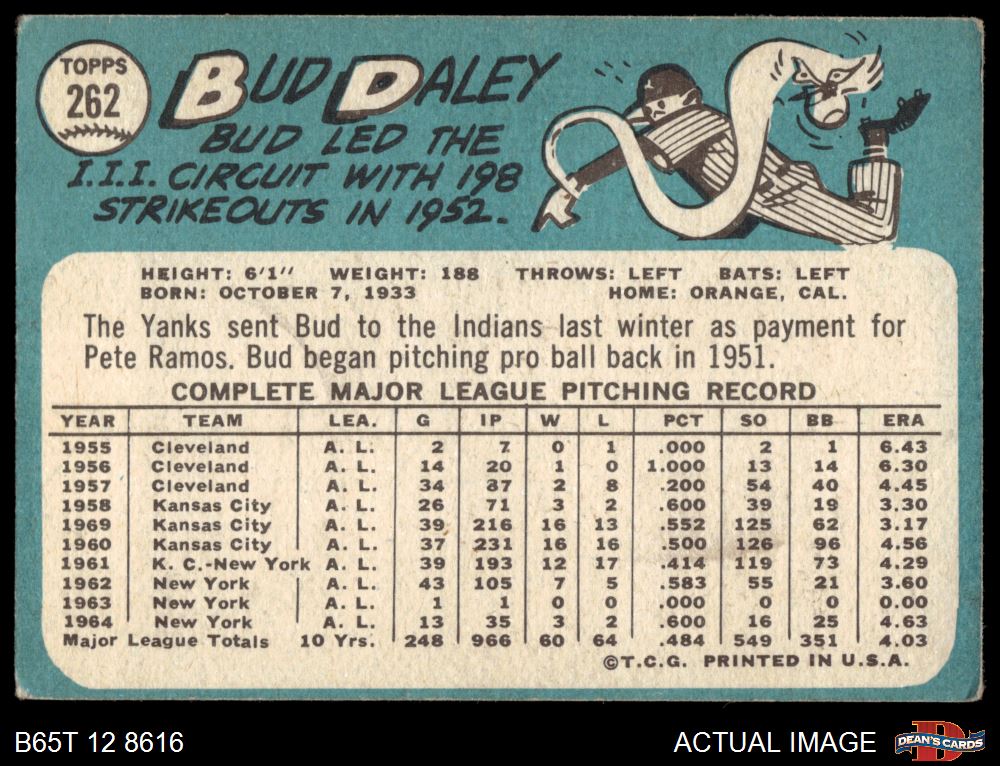 TOPPS
262
BUD DALEY
BUD LED THE
I.I.I. CIRCUIT WITH 198
STRIKEOUTS IN 1952.
HEIGHT: 6'1" WEIGHT: 188 THROWS: LEFT BATS: LEFT
BORN: OCTOBER 7, 1933 HOME: ORANGE, CAL.
The Yanks sent Bud to the Indians last winter as payment for
Pete Ramos. Bud began pitching pro ball back in 1951.
COMPLETE MAJOR LEAGUE PITCHING RECORD
YEAR TEAM LEA. G IP W L PCT SO BB ERA
1955 Cleveland A. L. 2 7 0 1 .000 2 1 6.43
1956 Cleveland A. L. 14 20 1 0 1.000 13 14 6.30
1957 Cleveland A. L. 34 87 2 8 .200 54 40 4.45
1958 Kansas City A. L. 26 71 3 2 .600 39 19 3.30
1969 Kansas City A. L. 39 216 16 13 .552 125 62 3.17
1960 Kansas City A. L. 37 231 16 16 .500 126 96 4.56
1961 K. C.-New York A. L. 39 193 12 17 .414 119 73 4.29
1962 New York A. L. 43 105 7 5 .583 55 21 3.60
1963 New York A. L. 1 1 0 0 .000 0 0 0.00
1964 New York A. L. 13 35 3 2 .600 16 25 4.63
Major League Totals 10 Yrs. 248 966 60 64 .484 549 351 4.03
©T.C.G. PRINTED IN U.S.A.
B65T 12 8616
ACTUAL IMAGE
DEAN'S CARDS